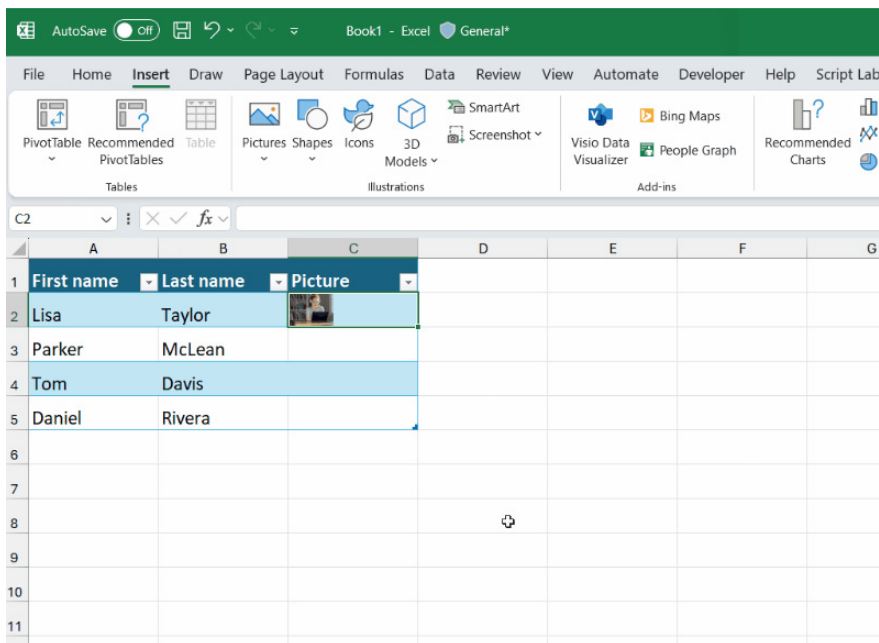 AutoSave Off Book1 - Excel General*
File Home Insert Draw Page Layout Formulas Data Review View Automate Developer Help Script Lab
PivotTable Recommended PivotTables Table
Tables
Pictures Shapes Icons 3D Models
SmartArt
Screenshot
Illustrations
Visio Data Visualizer
Bing Maps
People Graph
Add-ins
Recommended Charts
C2 fx
A B C D E F G
1 First name Last name Picture
2 Lisa Taylor
3 Parker McLean
4 Tom Davis
5 Daniel Rivera
6
7
8
9
10
11